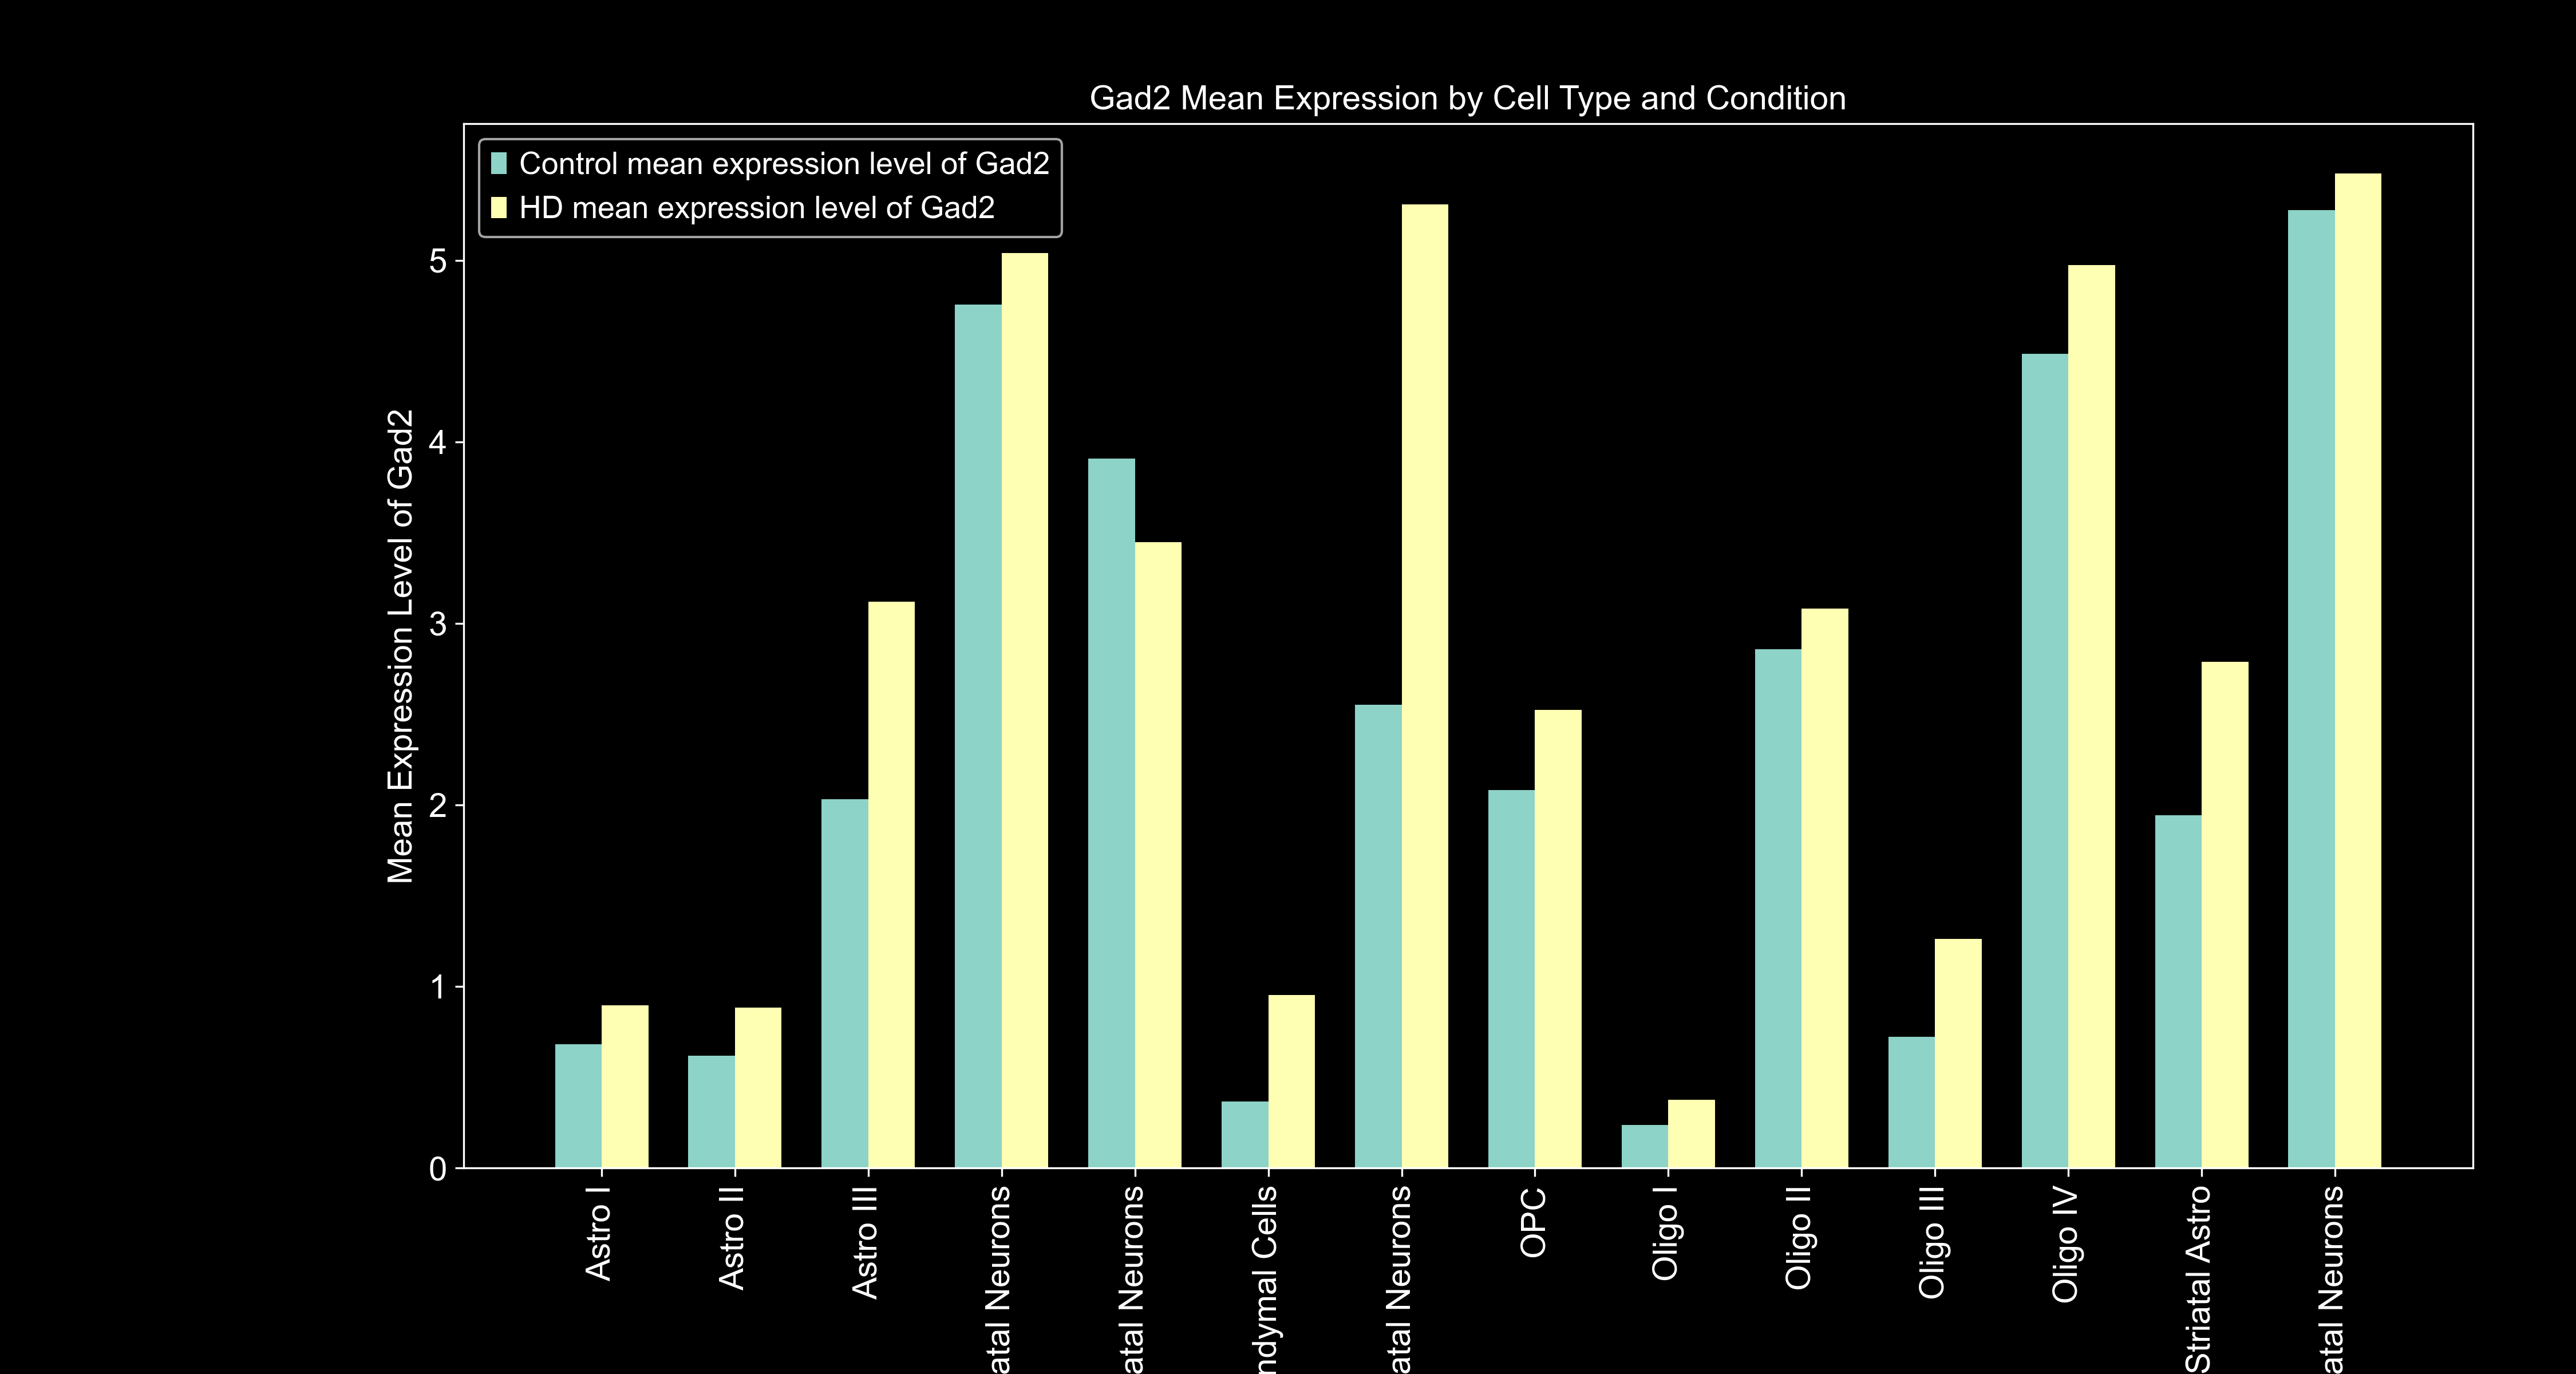 Gad2 Mean Expression by Cell Type and Condition
Control mean expression level of Gad2
HD mean expression level of Gad2
Mean Expression Level of Gad2
5
4
3
2
1
0
Astro I
Astro II
Astro III
atal Neurons
atal Neurons
ndymal Cells
atal Neurons
OPC
Oligo I
Oligo II
Oligo III
Oligo IV
Striatal Astro
atal Neurons